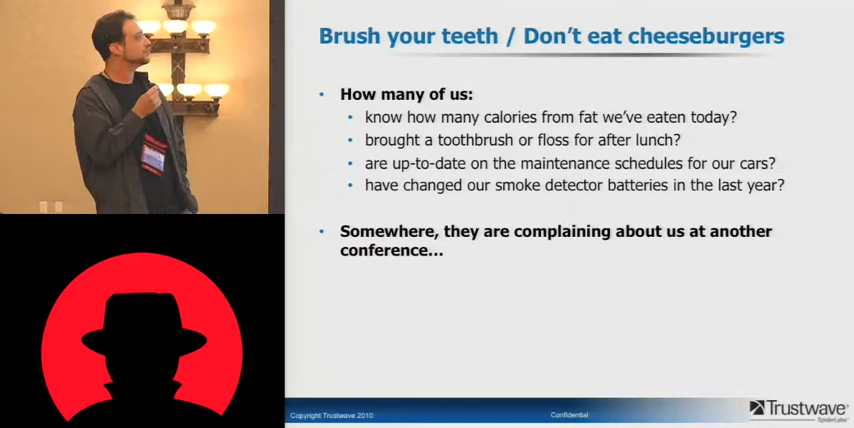 Brush your teeth / Don't eat cheeseburgers
• How many of us:
• know how many calories from fat we've eaten today?
• brought a toothbrush or floss for after lunch?
• are up-to-date on the maintenance schedules for our cars?
• have changed our smoke detector batteries in the last year?
• Somewhere, they are complaining about us at another
conference…
Copyright Trustwave 2010
Confidential
Trustwave®
SpiderLabs®